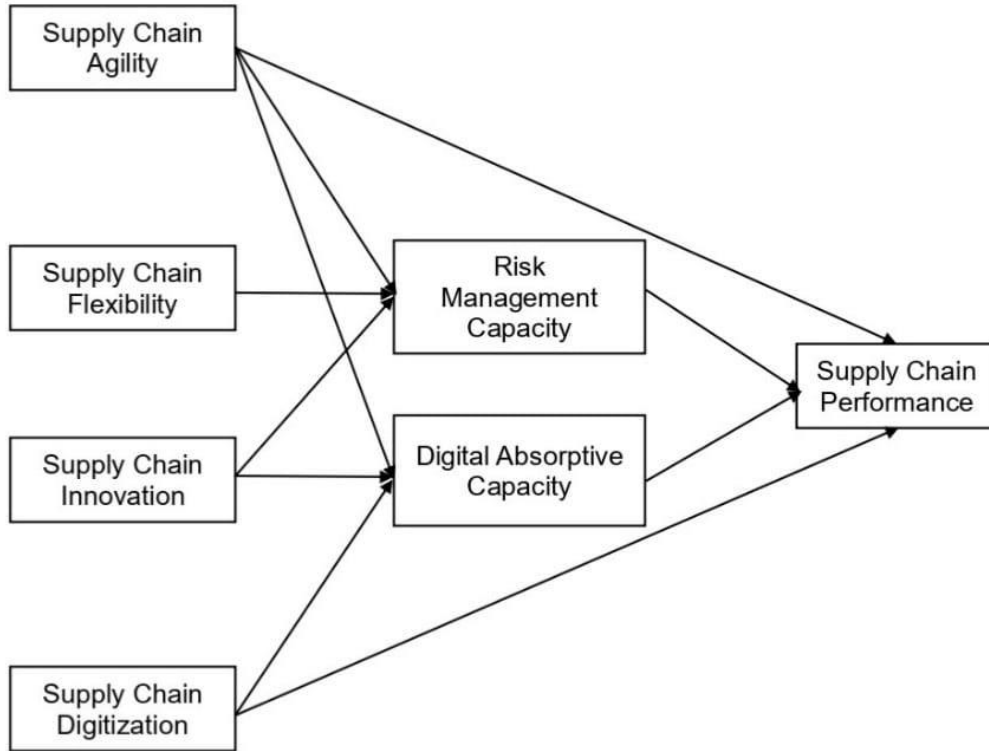 Supply Chain
Agility
Supply Chain
Flexibility
Risk
Management
Capacity
Supply Chain
Performance
Supply Chain
Innovation
Digital Absorptive
Capacity
Supply Chain
Digitization